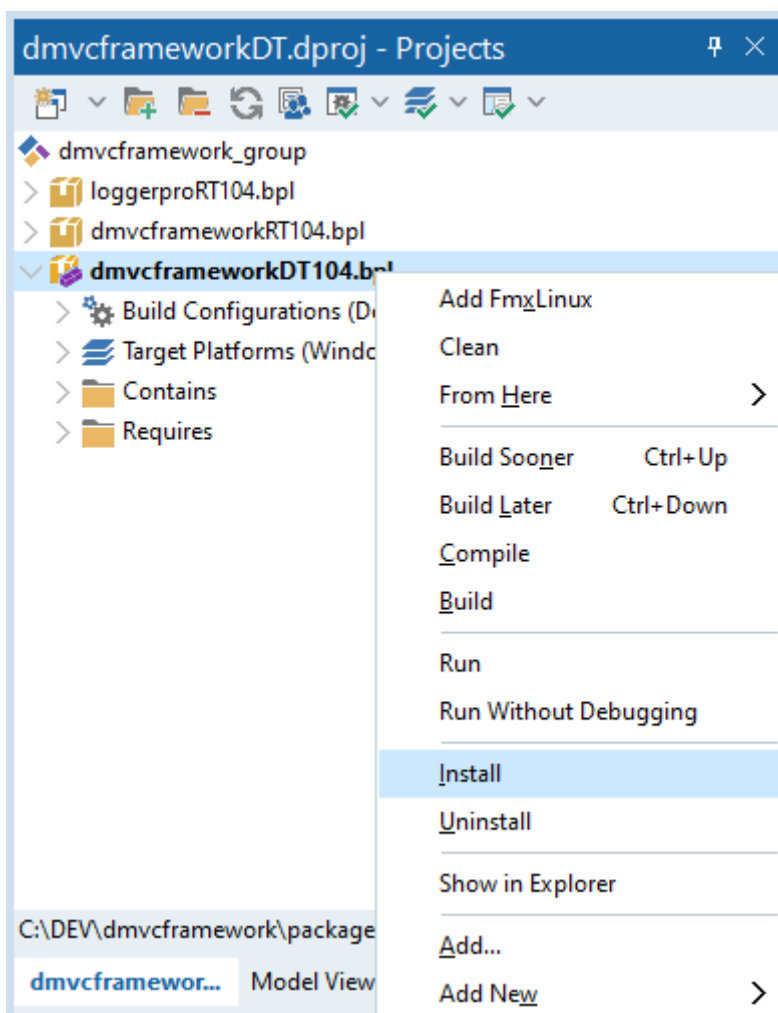 dmvcframeworkDT.dproj - Projects
dmvcframework_group
loggerproRT104.bpl
dmvcframeworkRT104.bpl
dmvcframeworkDT104.bpl
Build Configurations (De
Target Platforms (Windo
Contains
Requires
Add FmxLinux
Clean
From Here
Build Sooner Ctrl+Up
Build Later Ctrl+Down
Compile
Build
Run
Run Without Debugging
Install
Uninstall
Show in Explorer
Add...
Add New
C:\DEV\dmvcframework\package
dmvcframewor... Model View